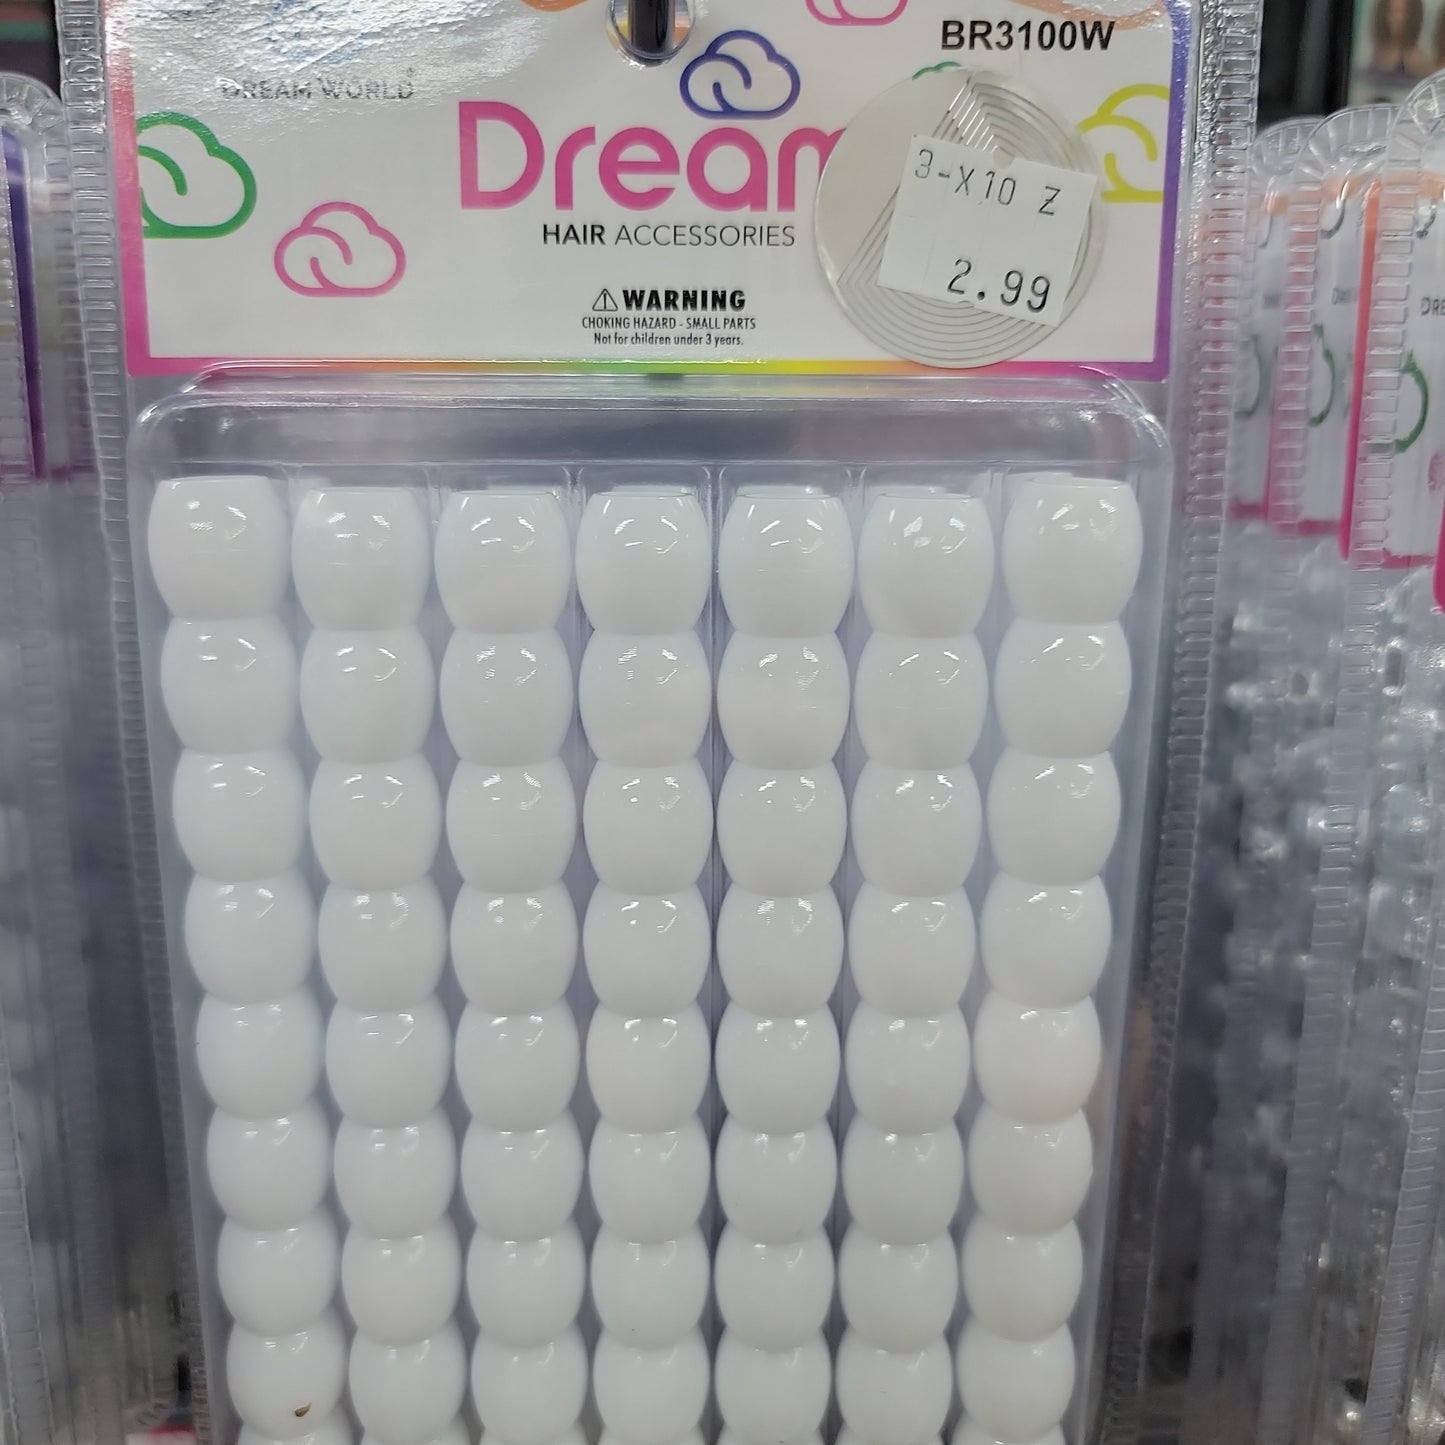 BR3100W
DREAM WORLD
Dream
HAIR ACCESSORIES
3-X10 Z
2.99
WARNING
CHOKING HAZARD - SMALL PARTS
Not for children under 3 years.